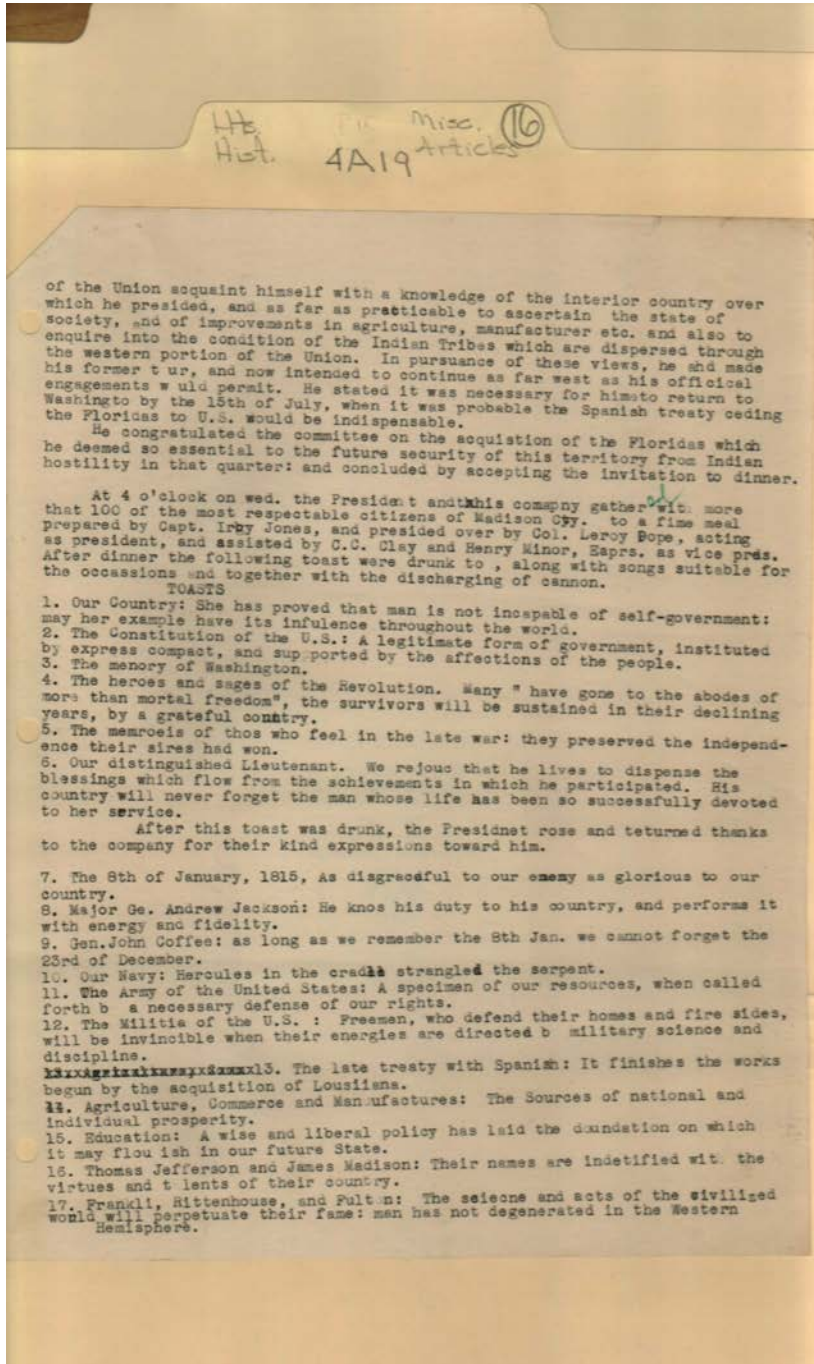 Hts. Misc. 16
Hist. 4A19 Articles
of the Union acquaint himself with a knowledge of the interior country over
which he presided, and as far as practicable to ascertain the state of
society, and of improvements in agriculture, manufacturer etc. and also to
enquire into the condition of the Indian Tribes which are dispersed through
the western portion of the Union. In pursuance of these views, he ahd made
his former t ur, and now intended to continue as far west as his officical
engagements w uld permit. He stated it was necessary for himsto return to
Washingto by the 15th of July, when it was probable the Spanish treaty ceding
the Floridas to U.S. would be indispensable.
He congratulated the committee on the acquistion of the Floridas which
he deemed so essential to the future security of this territory from Indian
hostility in that quarter: and concluded by accepting the invitation to dinner.
At 4 o'clock on wed. the President and this comapny gathered with more
that 100 of the most respectable citizens of Madison Cty. to a fime meal
prepared by Capt. Irby Jones, and presided over by Col. Leroy Pope, acting
as president, and assisted by C.C. Clay and Henry Minor, Esprs. as vice prds.
After dinner the following toast were drunk to , along with songs suitable for
the occassions and together with the discharging of cannon.
TOASTS
1. Our Country: She has proved that man is not incapable of self-government:
may her example have its infulence throughout the world.
2. The Constitution of the U.S.: A legitimate form of government, instituted
by express compact, and sup ported by the affections of the people.
3. The menory of Washington.
4. The heroes and sages of the Revolution. Many " have gone to the abodes of
more than mortal freedom", the survivors will be sustained in their declining
years, by a grateful country.
5. The memroeis of thos who feel in the late war: they preserved the independ-
ence their sires had won.
6. Our distinguished Lieutenant. We rejouc that he lives to dispense the
blessings which flow from the achievements in which he participated. His
country will never forget the man whose life has been so successfully devoted
to her service.
After this toast was drunk, the Presidnet rose and teturned thanks
to the company for their kind expressions toward him.
7. The 8th of January, 1815, As disgraceful to our enemy as glorious to our
country.
8. Major Ge. Andrew Jackson: He knos his duty to his country, and performs it
with energy and fidelity.
9. Gen.John Coffee: as long as we remember the 8th Jan. we cannot forget the
23rd of December.
10. Our Navy: Hercules in the cradle strangled the serpent.
11. The Army of the United States: A specimen of our resources, when called
forth b a necessary defense of our rights.
12. The Militia of the U.S. : Freemen, who defend their homes and fire sides,
will be invincible when their energies are directed b military science and
discipline.
13. The late treaty with Spanish: It finishes the works
begun by the acquisition of Lousiiana.
14. Agriculture, Commerce and Manufactures: The Sources of national and
individual prosperity.
15. Education: A wise and liberal policy has laid the doundation on which
it may flou ish in our future State.
16. Thomas Jefferson and James Madison: Their names are indetified wit. the
virtues and t lents of their country.
17. Frankli, Rittenhouse, and Fult n: The seiecne and acts of the civilized
world will perpetuate their fame: man has not degenerated in the Western
Hemisphere.